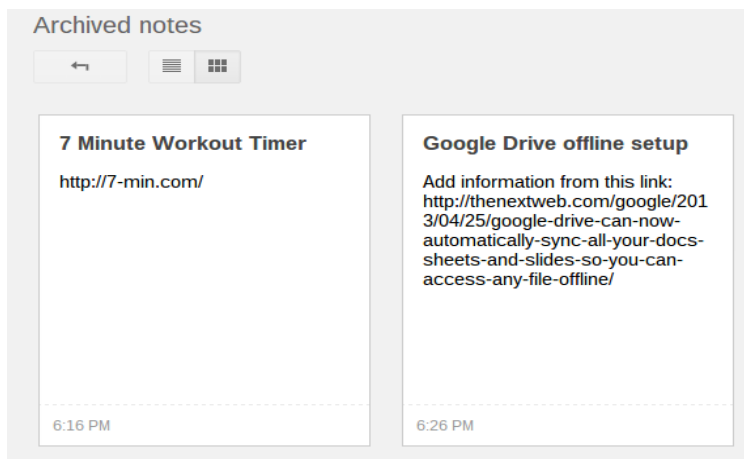 Archived notes
7 Minute Workout Timer
http://7-min.com/
6:16 PM
Google Drive offline setup
Add information from this link:
http://thenextweb.com/google/201
3/04/25/google-drive-can-now-
automatically-sync-all-your-docs-
sheets-and-slides-so-you-can-
access-any-file-offline/
6:26 PM